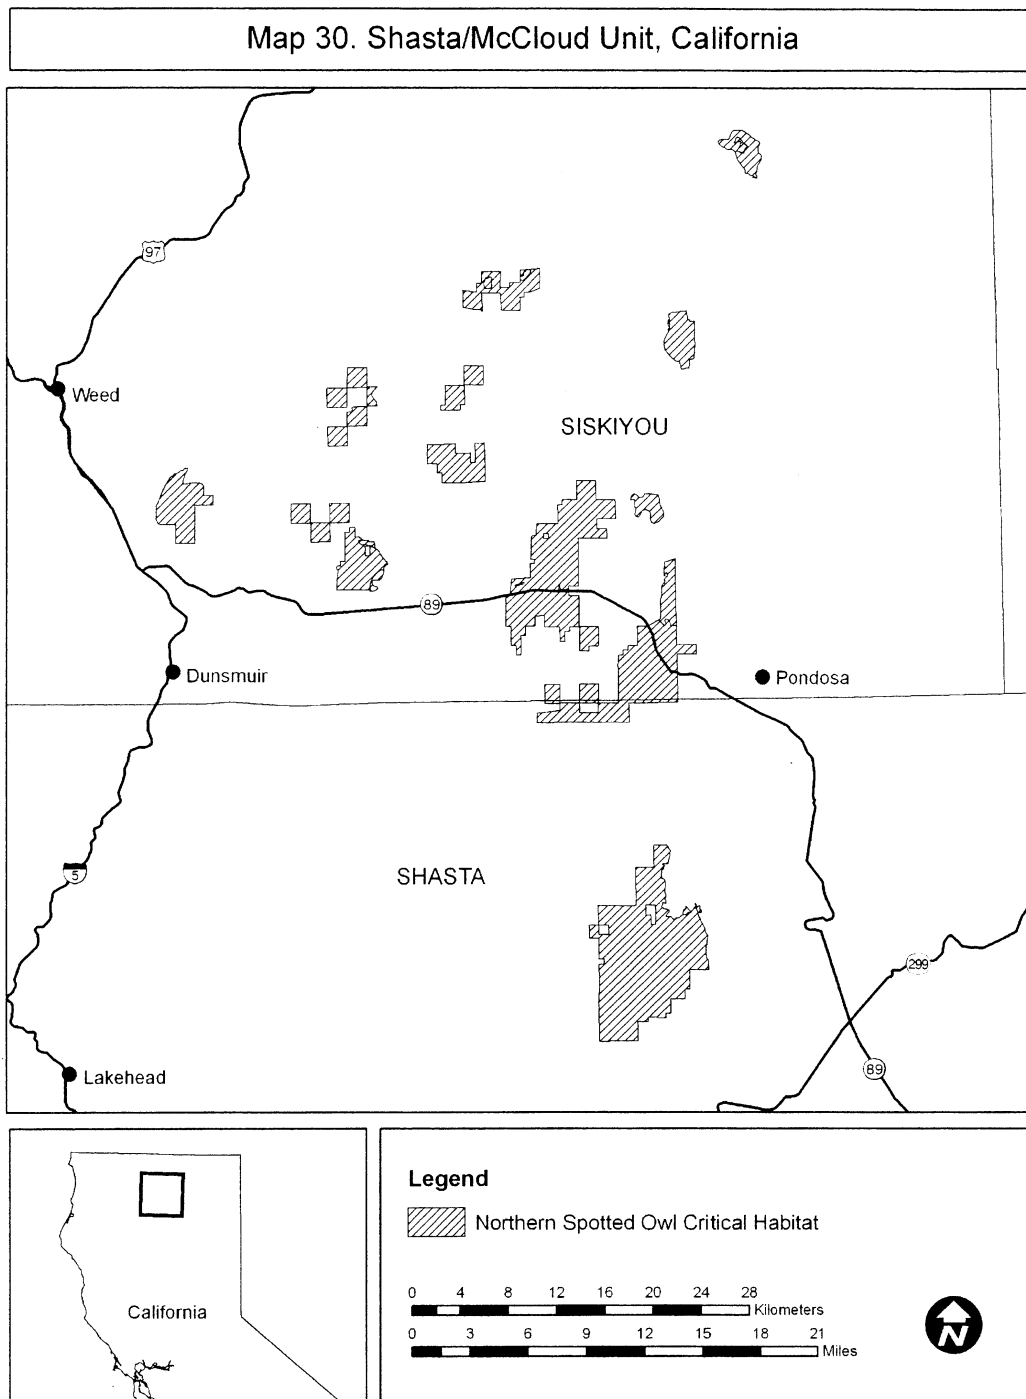 Map 30. Shasta/McCloud Unit, California
97
Weed
SISKIYOU
89
Dunsmuir
Pondosa
SHASTA
5
299
Lakehead
89
California
Legend
Northern Spotted Owl Critical Habitat
0 4 8 12 16 20 24 28
Kilometers
0 3 6 9 12 15 18 21
Miles
N